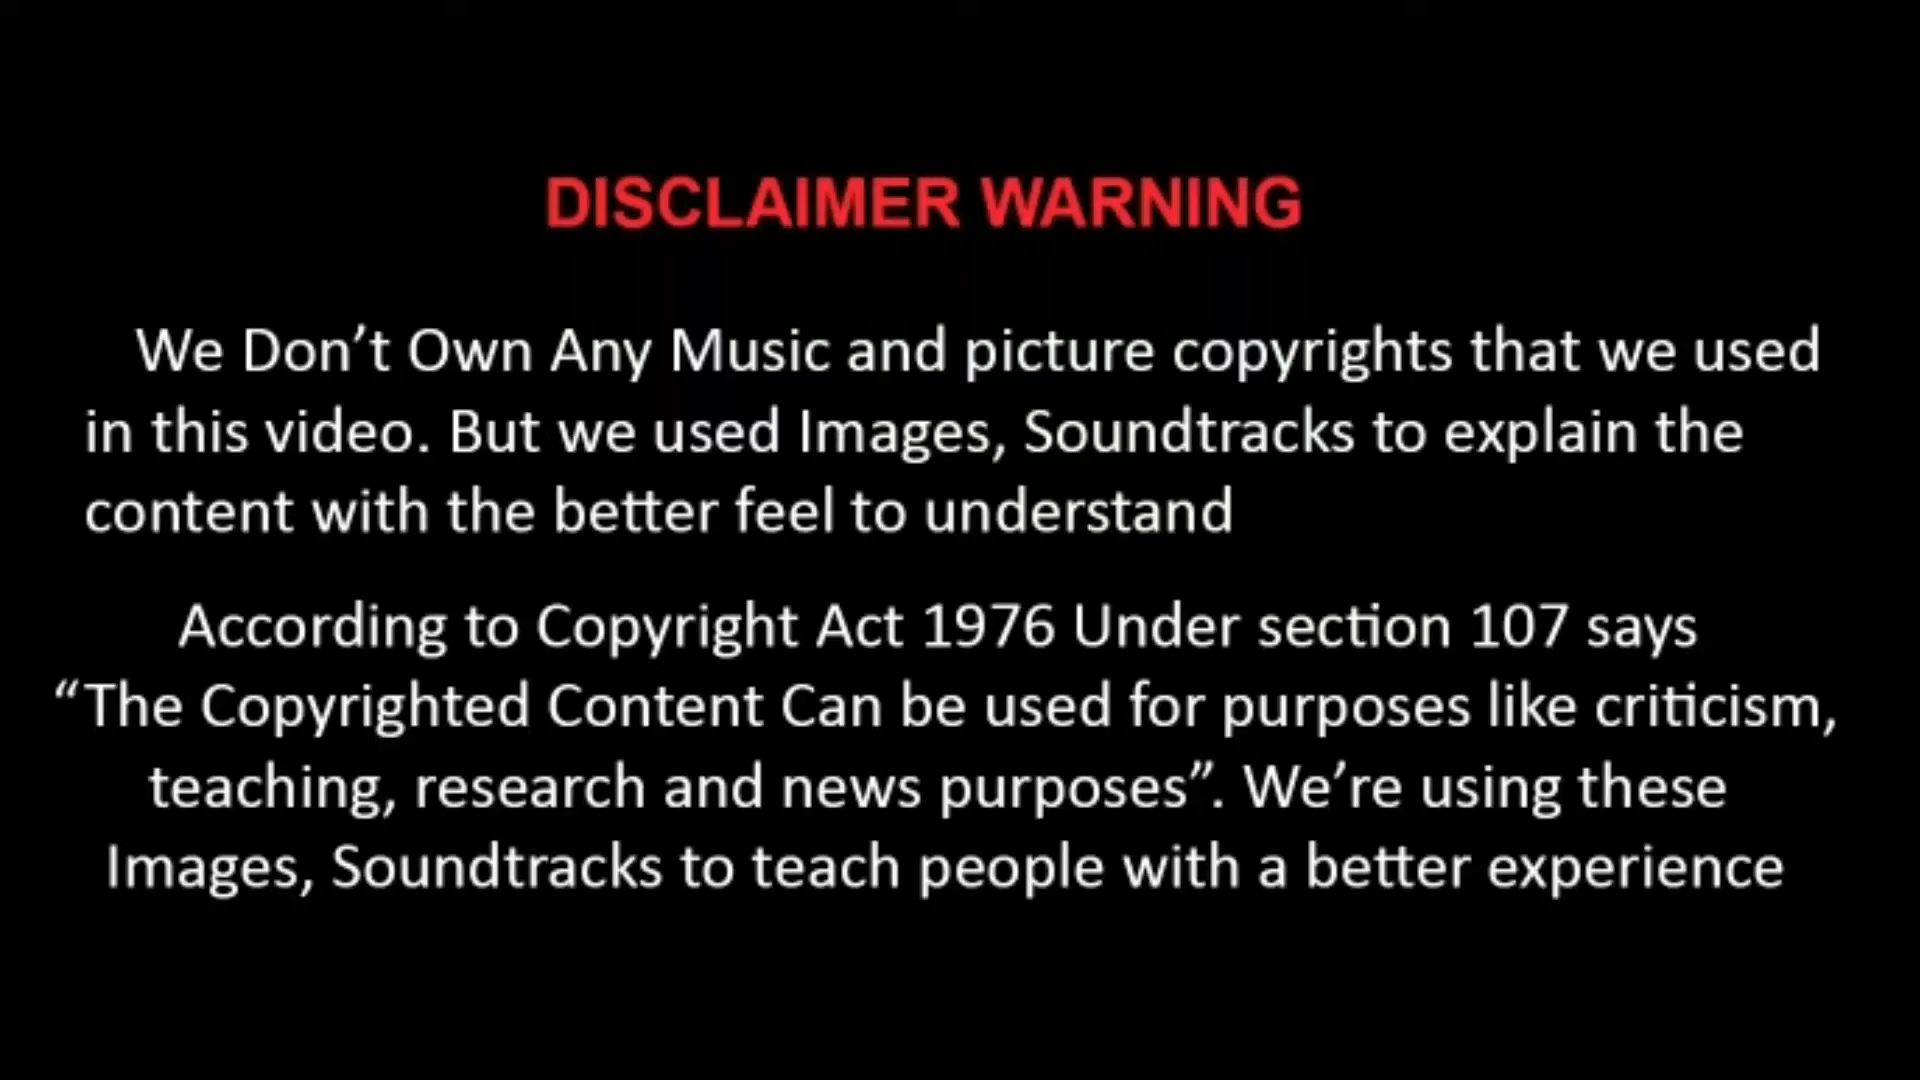 DISCLAIMER WARNING
We Don’t Own Any Music and picture copyrights that we used
in this video. But we used Images, Soundtracks to explain the
content with the better feel to understand
According to Copyright Act 1976 Under section 107 says
“The Copyrighted Content Can be used for purposes like criticism,
teaching, research and news purposes”. We’re using these
Images, Soundtracks to teach people with a better experience